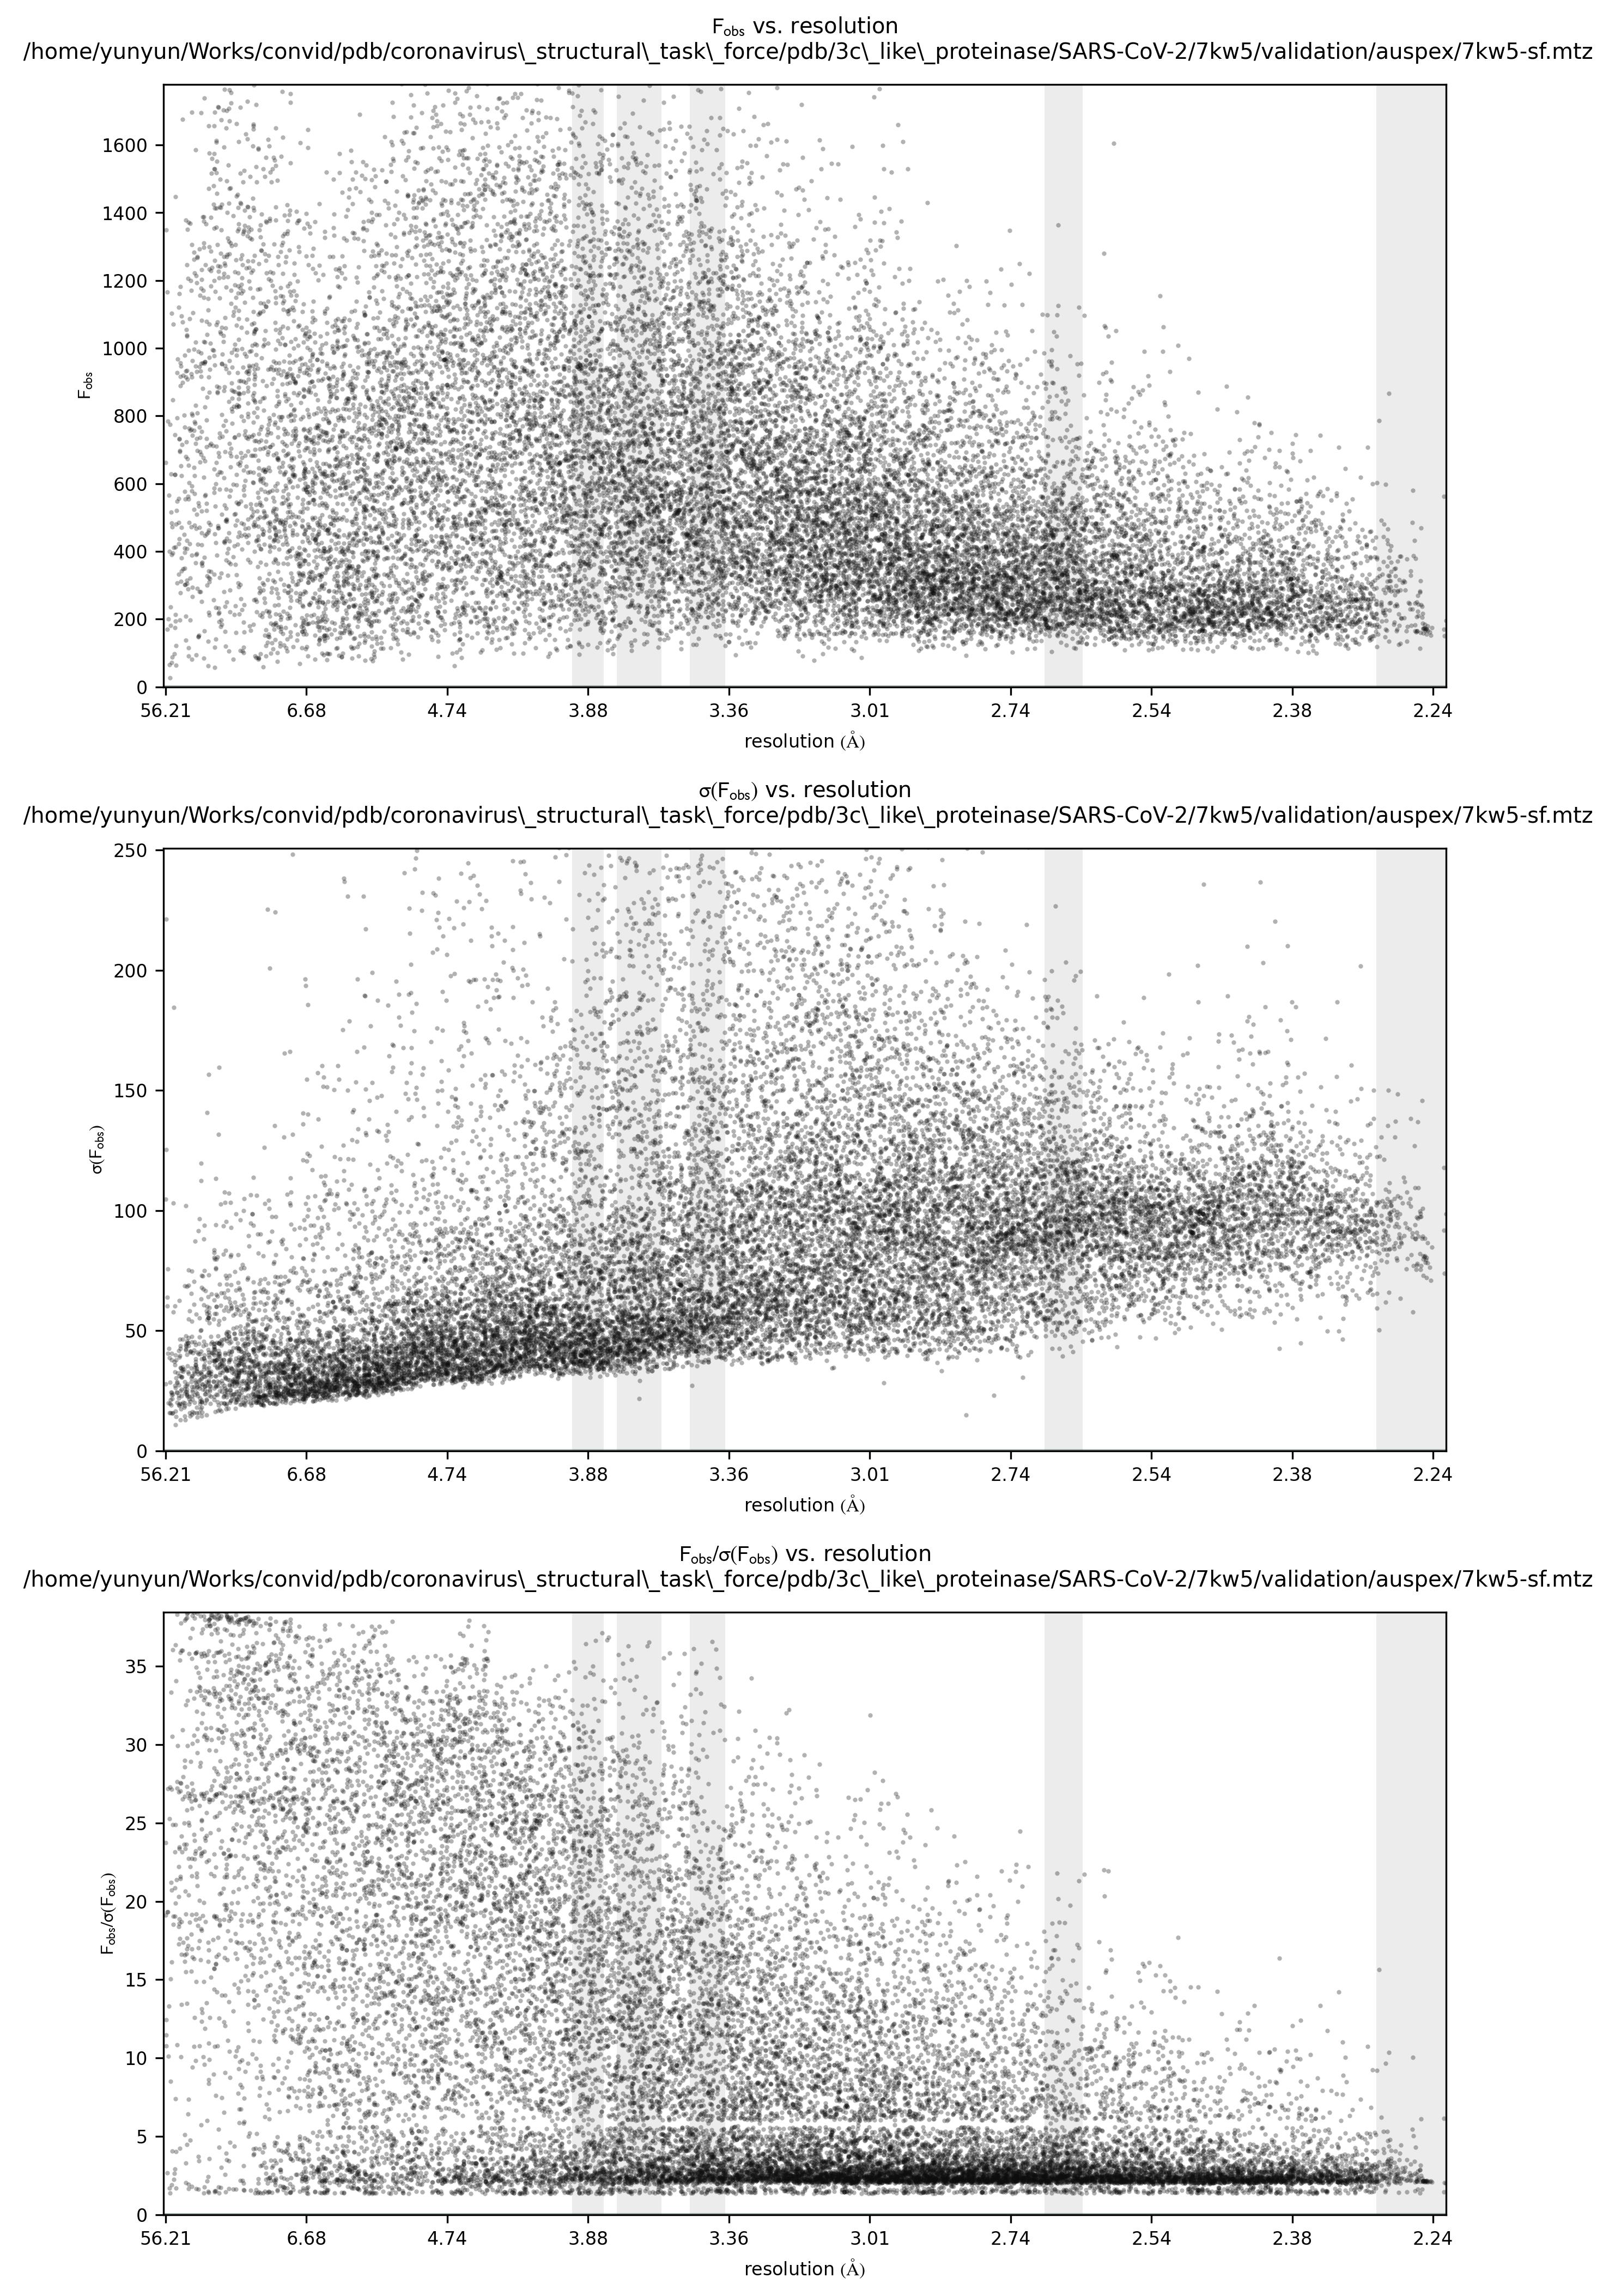 Fobs vs. resolution
/home/yunyun/Works/convid/pdb/coronavirus\_structural\_task\_force/pdb/3c\_like\_proteinase/SARS-CoV-2/7kw5/validation/auspex/7kw5-sf.mtz
1600
1400
1200
1000
800
600
400
200
0
Fobs
56.21 6.68 4.74 3.88 3.36 3.01 2.74 2.54 2.38 2.24
resolution (Å)
σ(Fobs) vs. resolution
/home/yunyun/Works/convid/pdb/coronavirus\_structural\_task\_force/pdb/3c\_like\_proteinase/SARS-CoV-2/7kw5/validation/auspex/7kw5-sf.mtz
250
200
150
100
50
0
σ(Fobs)
56.21 6.68 4.74 3.88 3.36 3.01 2.74 2.54 2.38 2.24
resolution (Å)
Fobs/σ(Fobs) vs. resolution
/home/yunyun/Works/convid/pdb/coronavirus\_structural\_task\_force/pdb/3c\_like\_proteinase/SARS-CoV-2/7kw5/validation/auspex/7kw5-sf.mtz
35
30
25
20
15
10
5
0
Fobs/σ(Fobs)
56.21 6.68 4.74 3.88 3.36 3.01 2.74 2.54 2.38 2.24
resolution (Å)